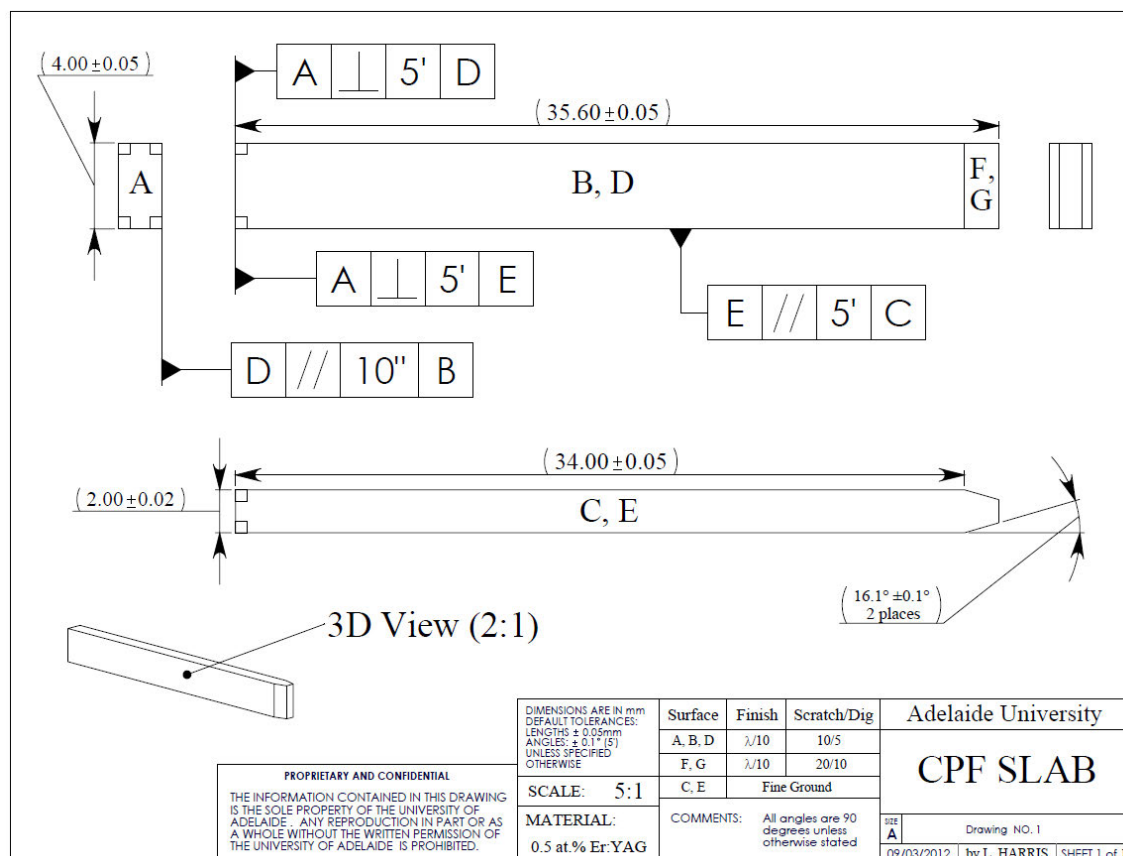 (4.00±0.05)
A ⊥ 5' D
(35.60±0.05)
A
B, D
F,
G
A ⊥ 5' E
E // 5' C
D // 10" B
(34.00±0.05)
(2.00±0.02)
C, E
(16.1° ±0.1°
2 places)
3D View (2:1)
DIMENSIONS ARE IN mm
DEFAULT TOLERANCES:
LENGTHS ± 0.05mm
ANGLES: ± 0.1° (5')
UNLESS SPECIFIED
OTHERWISE
SCALE: 5:1
MATERIAL:
0.5 at.% Er:YAG
Surface Finish Scratch/Dig
A, B, D λ/10 10/5
F, G λ/10 20/10
C, E Fine Ground
COMMENTS: All angles are 90
degrees unless
otherwise stated
Adelaide University
CPF SLAB
SIZE
A
Drawing NO. 1
09/03/2012 by L. HARRIS SHEET 1 of 1
PROPRIETARY AND CONFIDENTIAL
THE INFORMATION CONTAINED IN THIS DRAWING
IS THE SOLE PROPERTY OF THE UNIVERSITY OF
ADELAIDE . ANY REPRODUCTION IN PART OR AS
A WHOLE WITHOUT THE WRITTEN PERMISSION OF
THE UNIVERSITY OF ADELAIDE IS PROHIBITED.